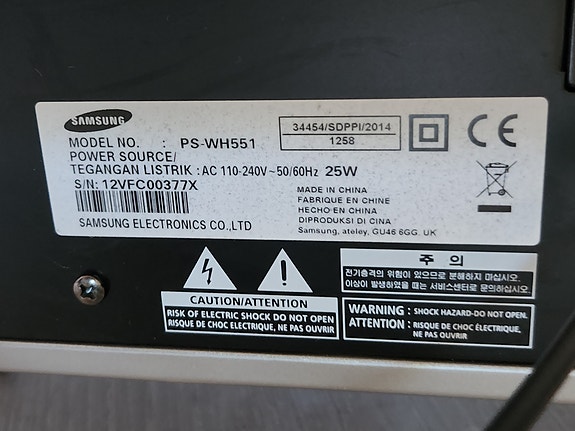 SAMSUNG
MODEL NO. : PS-WH551
34454/SDPPI/2014
1258
POWER SOURCE/
TEGANGAN LISTRIK : AC 110-240V~50/60Hz 25W
S/N: 12VFC00377X
SAMSUNG ELECTRONICS CO.,LTD
MADE IN CHINA
FABRIQUE EN CHINE
HECHO EN CHINA
DIPRODUKSI DI CINA
Samsung, ateley, GU46 6GG. UK
CAUTION/ATTENTION
RISK OF ELECTRIC SHOCK DO NOT OPEN
RISQUE DE CHOC ELECTRIQUE, NE PAS OUVRIR
주 의
전기충격의 위험이 있으므로 분해하지 마십시오.
이상이 발생하였을 때는 서비스센터로 문의하십시오.
WARNING : SHOCK HAZARD-DO NOT OPEN.
ATTENTION : RISQUE DE CHOC ÉLECTRIQUE,
NE PAS OUVRIR.